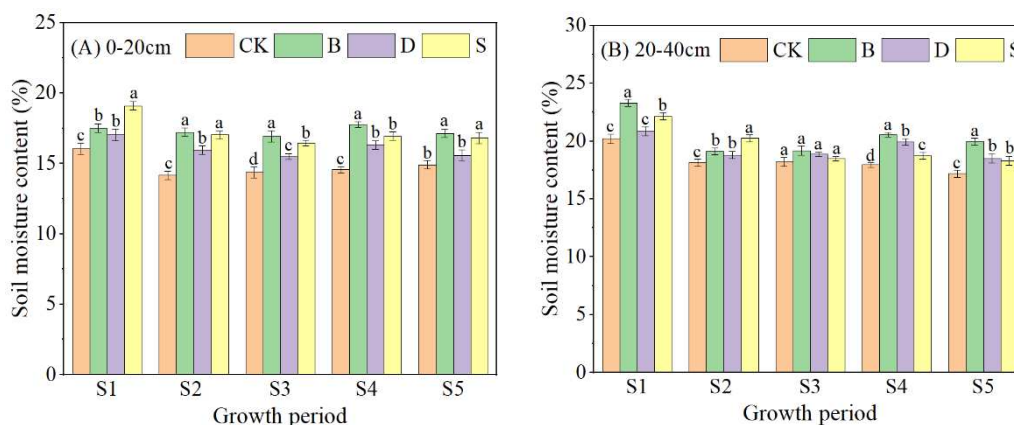 (A) 0-20cm CK B D S
25
20
15
10
5
0
Soil moisture content (%)
c b b a
c a b a
d a c b
c a b b
c a b a
S1 S2 S3 S4 S5
Growth period
(B) 20-40cm CK B D S
30
25
20
15
10
5
0
Soil moisture content (%)
c a c b
c b b a
a a a a
d a b c
c a b b
S1 S2 S3 S4 S5
Growth period